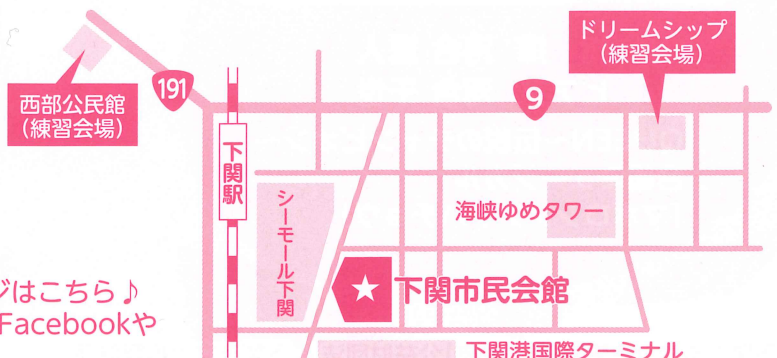 ドリームシップ
(練習会場)
191
9
西部公民館
(練習会場)
下関駅
シーモール下関
海峡ゆめタワー
下関市民会館
ジはこちら♪
Facebookや
下関港国際ターミナル